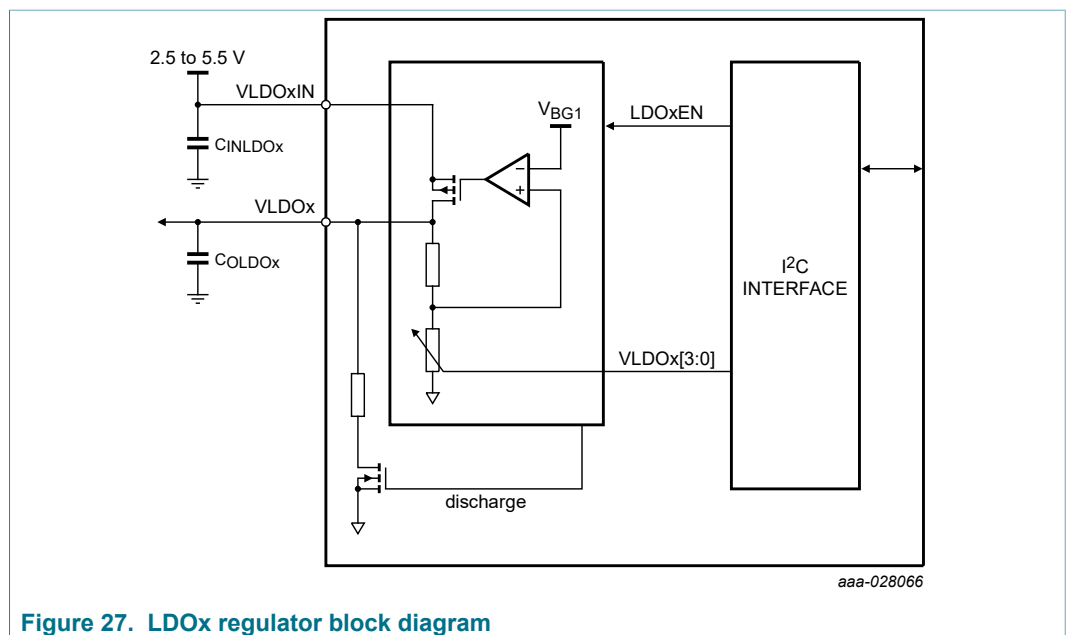 2.5 to 5.5 V
VLDOxIN
CINLDOx
VLDOx
COLDOx
VBG1
−
+
LDOxEN
I2C
INTERFACE
VLDOx[3:0]
discharge
aaa-028066
Figure 27. LDOx regulator block diagram